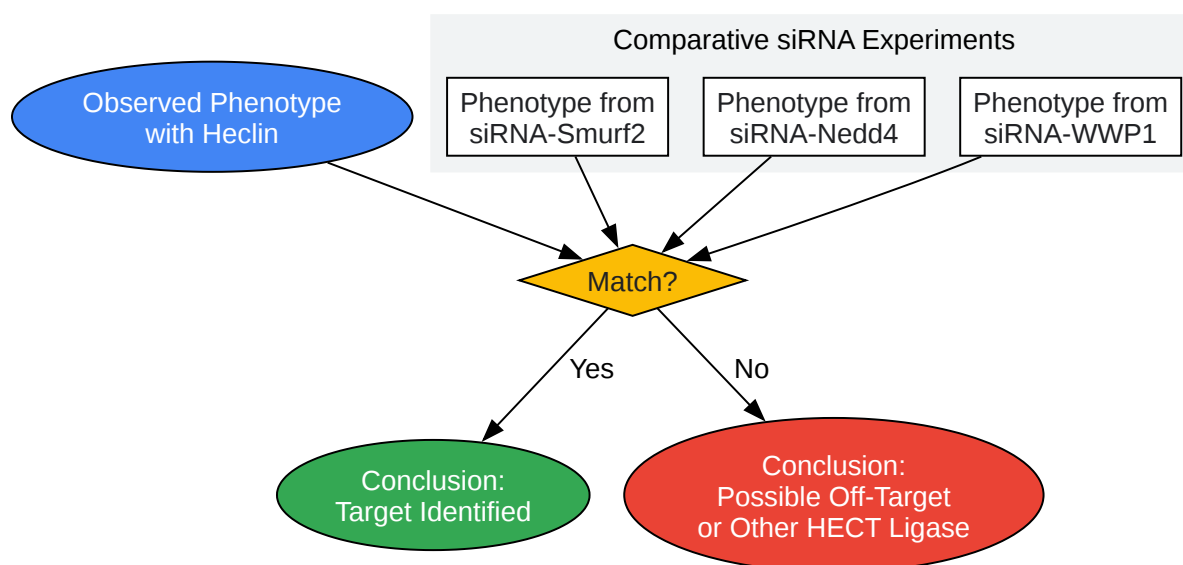 Comparative siRNA Experiments
Observed Phenotype
with Heclin
Phenotype from
siRNA-Smurf2
Phenotype from
siRNA-Nedd4
Phenotype from
siRNA-WWP1
Match?
Yes
No
Conclusion:
Target Identified
Conclusion:
Possible Off-Target
or Other HECT Ligase